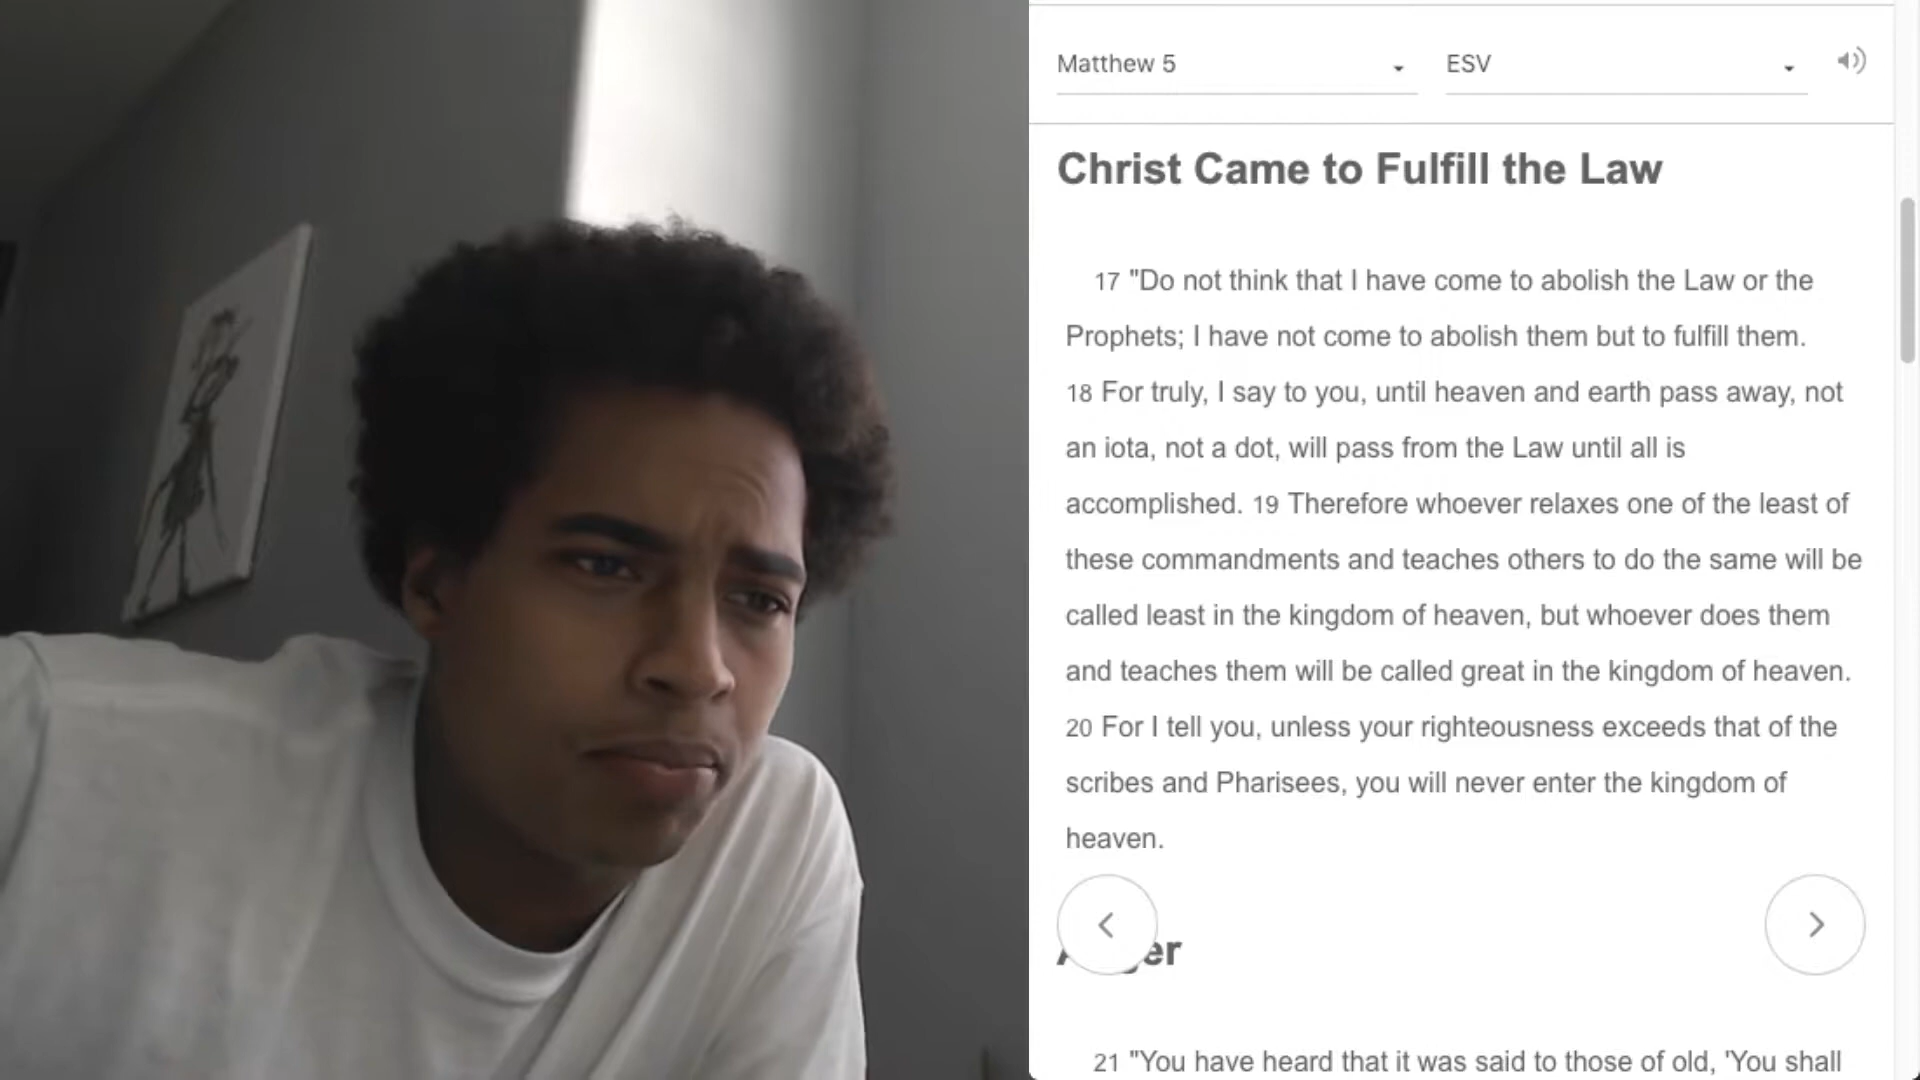 Matthew 5
ESV
Christ Came to Fulfill the Law
17 "Do not think that I have come to abolish the Law or the
Prophets; I have not come to abolish them but to fulfill them.
18 For truly, I say to you, until heaven and earth pass away, not
an iota, not a dot, will pass from the Law until all is
accomplished. 19 Therefore whoever relaxes one of the least of
these commandments and teaches others to do the same will be
called least in the kingdom of heaven, but whoever does them
and teaches them will be called great in the kingdom of heaven.
20 For I tell you, unless your righteousness exceeds that of the
scribes and Pharisees, you will never enter the kingdom of
heaven.
21 "You have heard that it was said to those of old, 'You shall